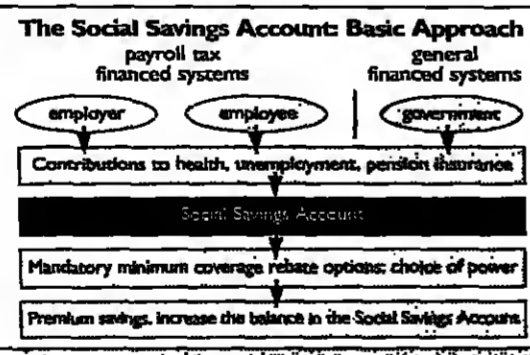 The Social Savings Account: Basic Approach
payroll tax general
financed systems financed systems
employer employee government
Contributions to health, unemployment, pension insurance
Social Savings Account
Mandatory minimum coverage rebate options; choice of power
Premium savings, increase the balance in the Social Savings Account